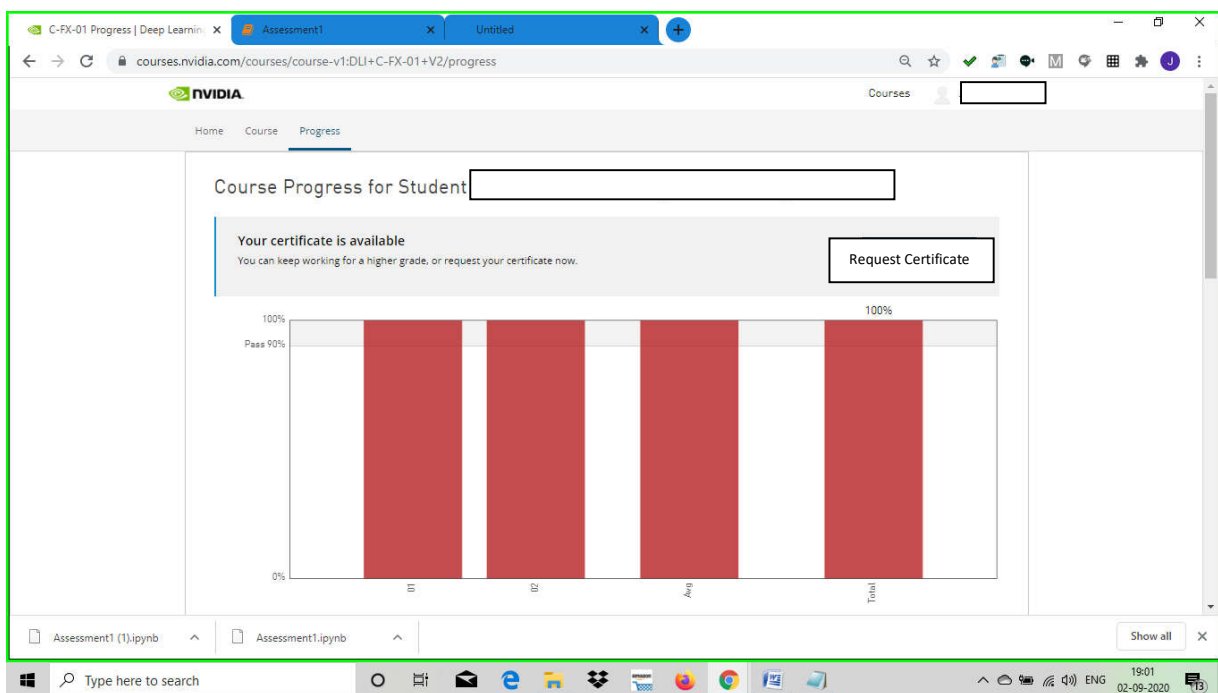 C-FX-01 Progress | Deep Learnin
Assessment1
Untitled
courses.nvidia.com/courses/course-v1:DLI+C-FX-01+V2/progress
M
J
NVIDIA.
Courses
Home Course Progress
Course Progress for Student
Your certificate is available
You can keep working for a higher grade, or request your certificate now.
Request Certificate
100%
100%
Pass 90%
0%
01
02
Avg
Total
Assessment1 (1).ipynb
Assessment1.ipynb
Show all
Type here to search
ENG
19:01
02-09-2020
13